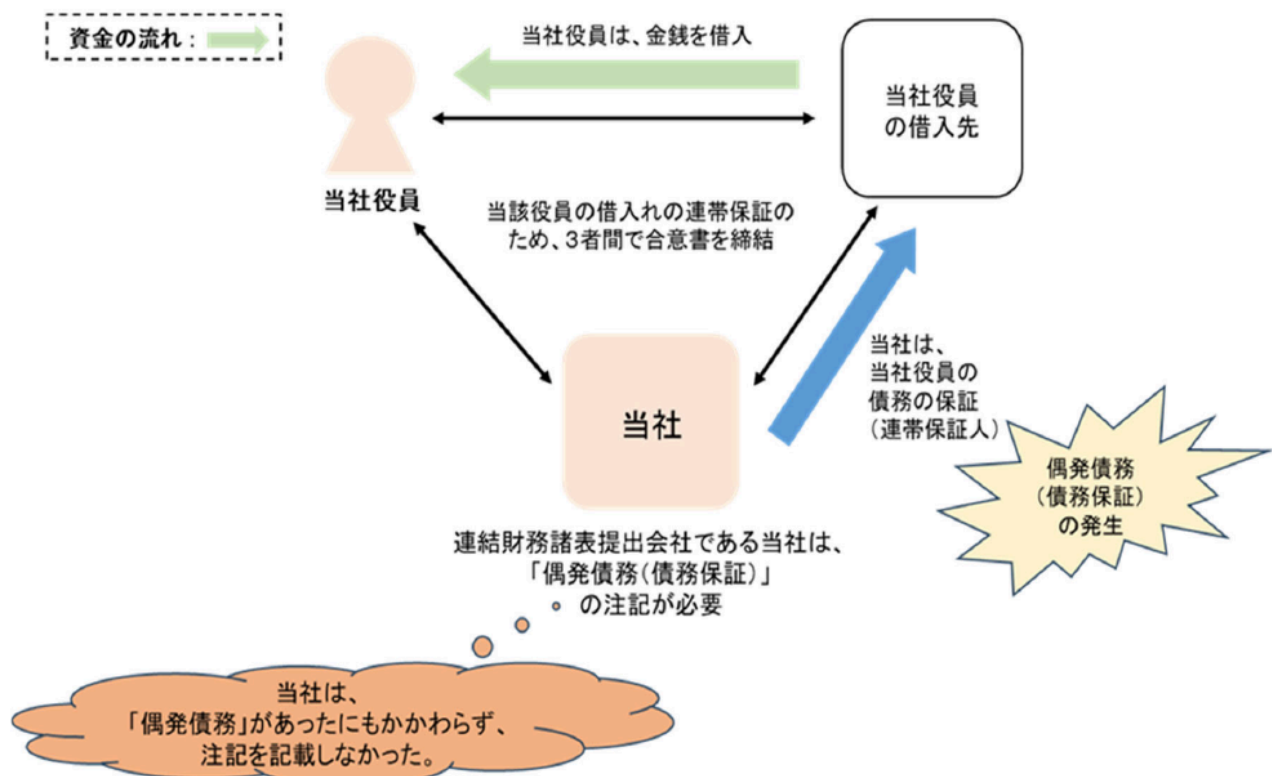 資金の流れ：
当社役員は、金銭を借入
当社役員
の借入先
当社役員
当該役員の借入れの連帯保証の
ため、3者間で合意書を締結
当社は、
当社役員の
債務の保証
（連帯保証人）
当社
偶発債務
（債務保証）
の発生
連結財務諸表提出会社である当社は、
「偶発債務（債務保証）」
の注記が必要
当社は、
「偶発債務」があったにもかかわらず、
注記を記載しなかった。